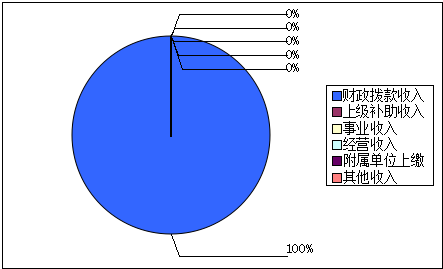 0%
0%
0%
0%
0%
财政拨款收入
上级补助收入
事业收入
经营收入
附属单位上缴
其他收入
100%